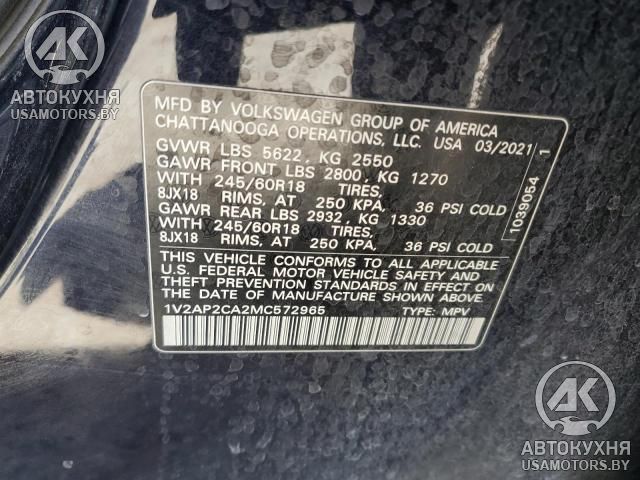 АК
АВТОКУХНЯ
USAMOTORS.BY
MFD BY VOLKSWAGEN GROUP OF AMERICA
CHATTANOOGA OPERATIONS, LLC. USA 03/2021
GVWR LBS 5622, KG 2550
GAWR FRONT LBS 2800, KG 1270
WITH 245/60R18 TIRES,
8JX18 RIMS, AT 250 KPA, 36 PSI COLD
GAWR REAR LBS 2932, KG 1330
WITH 245/60R18 TIRES,
8JX18 RIMS, AT 250 KPA, 36 PSI COLD
THIS VEHICLE CONFORMS TO ALL APPLICABLE
U.S. FEDERAL MOTOR VEHICLE SAFETY AND
THEFT PREVENTION STANDARDS IN EFFECT ON
THE DATE OF MANUFACTURE SHOWN ABOVE.
1V2AP2CA2MC572965 TYPE: MPV
1039054 1
АК
АВТОКУХНЯ
USAMOTORS.BY